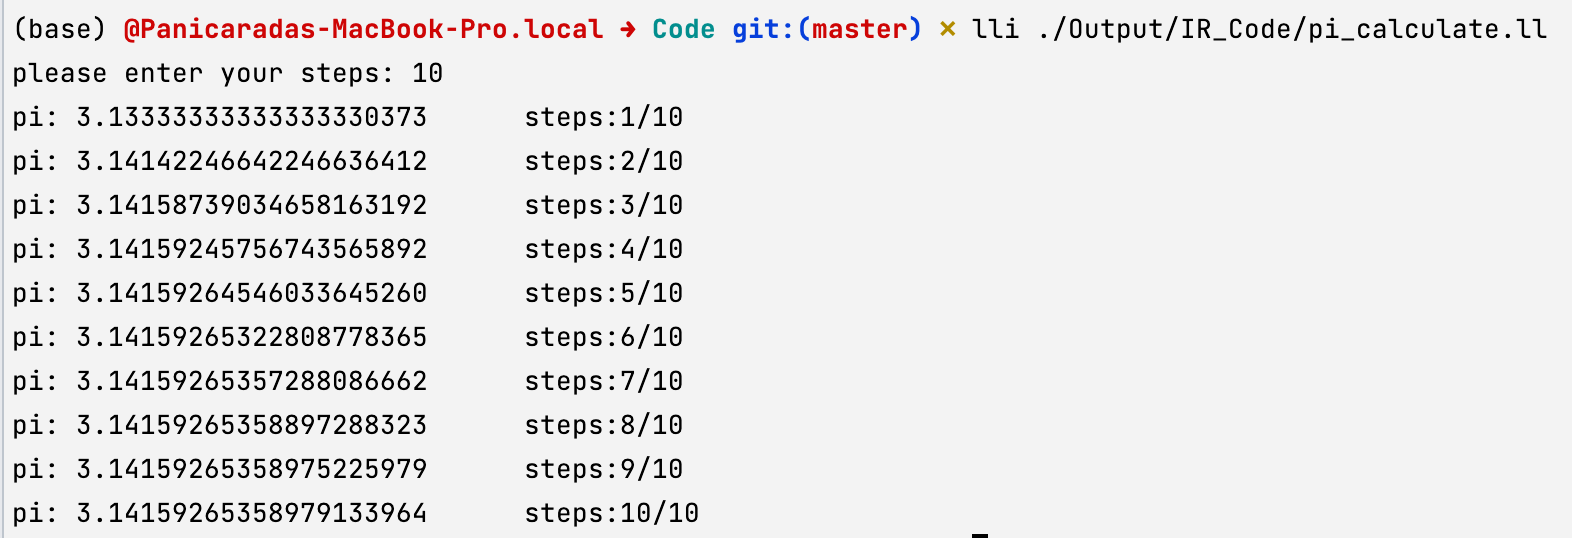 (base) @Panicaradas-MacBook-Pro.local → Code git:(master) × lli ./Output/IR_Code/pi_calculate.ll
please enter your steps: 10
pi: 3.13333333333333330373      steps:1/10
pi: 3.14142246642246636412      steps:2/10
pi: 3.14158739034658163192      steps:3/10
pi: 3.14159245756743565892      steps:4/10
pi: 3.14159264546033645260      steps:5/10
pi: 3.14159265322808778365      steps:6/10
pi: 3.14159265357288086662      steps:7/10
pi: 3.14159265358897288323      steps:8/10
pi: 3.14159265358975225979      steps:9/10
pi: 3.14159265358979133964      steps:10/10